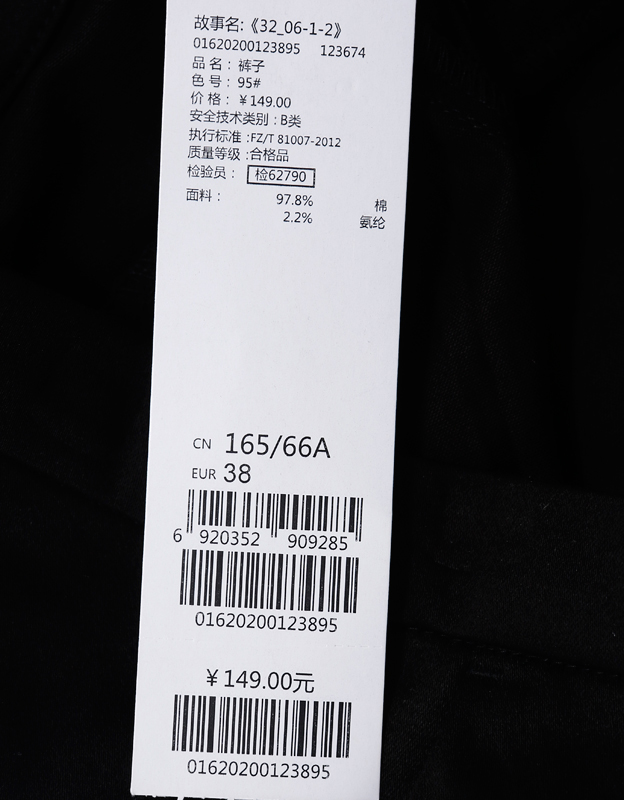 故事名:《32_06-1-2》
01620200123895 123674
品 名： 裤子
色 号： 95#
价 格： ￥149.00
安全技术类别：B类
执行标准：FZ/T 81007-2012
质量等级：合格品
检验员： 检62790
面料： 97.8% 棉
2.2% 氨纶
CN 165/66A
EUR 38
6 920352 909285
01620200123895
￥149.00元
01620200123895